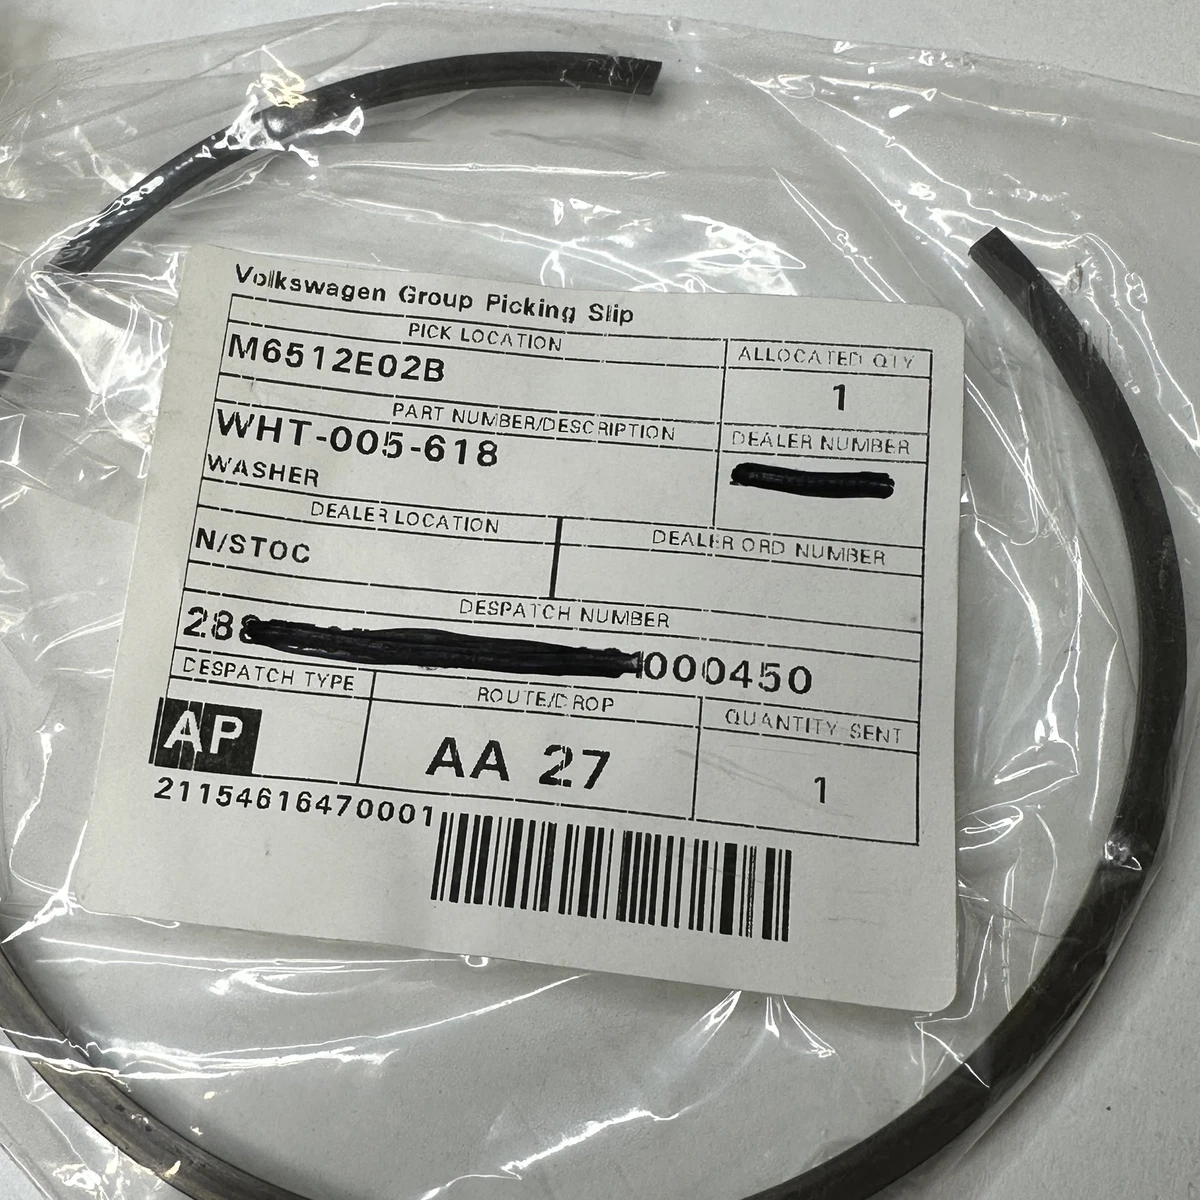 Volkswagen Group Picking Slip
PICK LOCATION
ALLOCATED QTY
M6512E02B
1
PART NUMBER/DESCRIPTION
DEALER NUMBER
WHT-005-618
WASHER
DEALER LOCATION
DEALER ORD NUMBER
N/STOC
DESPATCH NUMBER
288 000450
DESPATCH TYPE
ROUTE/DROP
QUANTITY SENT
AP
AA 27
1
21154616470001